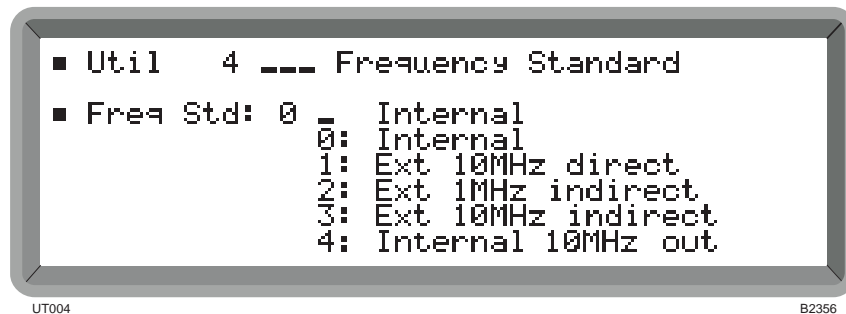 ■ Util 4 ___ Frequency Standard
■ Freq Std: 0 _ Internal
0: Internal
1: Ext 10MHz direct
2: Ext 1MHz indirect
3: Ext 10MHz indirect
4: Internal 10MHz out
UT004 B2356